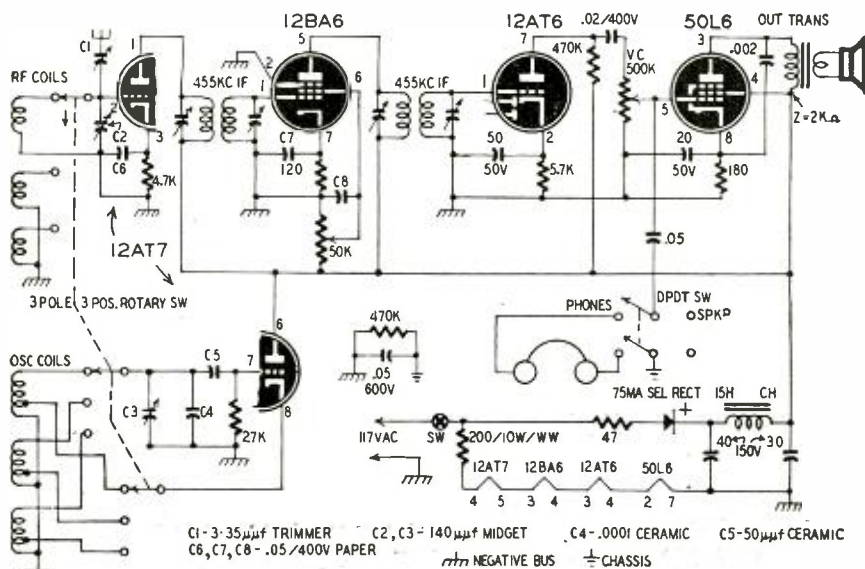 12BA6
12AT6
50L6
OUT TRANS
C1
1
5
7
.02/400V
3
.002
RF COILS
2
455KC IF
1
6
455KC IF
1
470K
VC
500K
5
4
2
3
C2
C6
4.7K
C7
120
7
C8
50
50V
2
5.7K
20
50V
8
180
Z=2KΩ
12AT7
50K
.05
3 POLE 3 POS. ROTARY SW
6
470K
PHONES
DPDT SW
SPKR
OSC COILS
C5
7
.05
600V
C3
C4
27K
8
75MA SEL RECT
+
15H
CH
117VAC
SW
200/10W/WW
47
40
150V
30
12AT7
12BA6
12AT6
50L6
4 5 3 4 3 4 2 7
C1-3-35µµf TRIMMER
C2, C3-140µµf MIDGET
C4-.0001 CERAMIC
C5-50µµf CERAMIC
C6, C7, C8-.05/400V PAPER
NEGATIVE BUS
CHASSIS